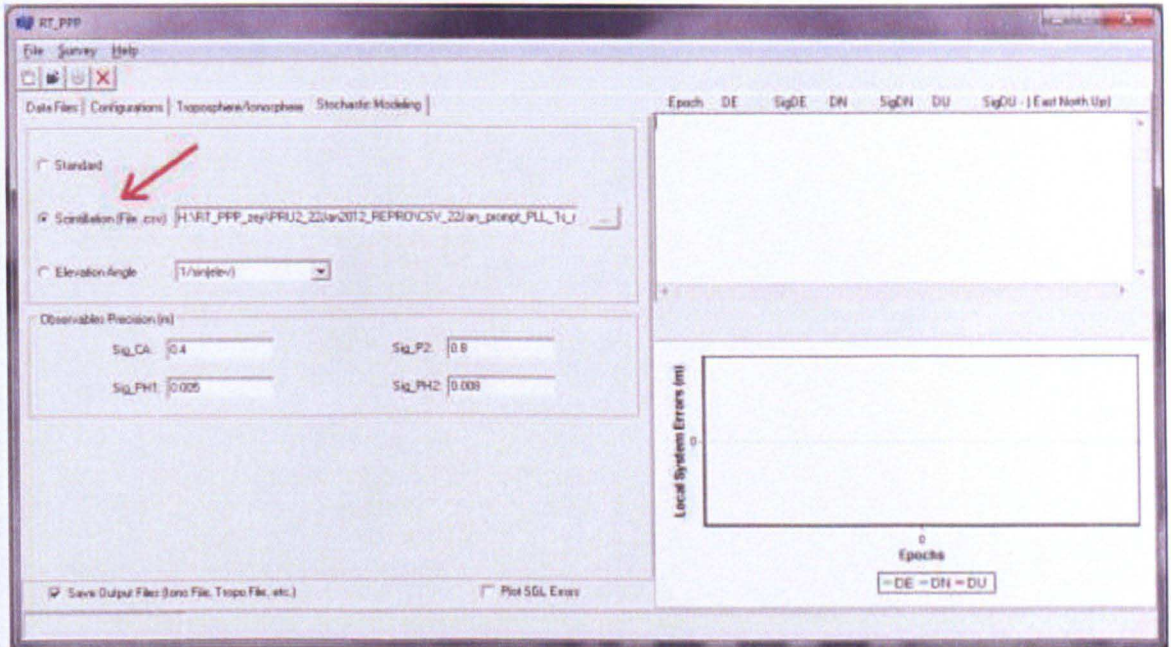 RT_PPP
File Survey Help
Data Files Configurations Troposphere/Ionosphere Stochastic Modeling
Standard
Scintillation (File .csv) H:\RT_PPP_zey\PRU2_22Jan2012_REPRO\CSV_22Jan_prompt_PLL_1s_r ...
Elevation Angle 1/sin(elev)
Observables Precision (m)
Sig_CA: 0.4 Sig_P2: 0.8
Sig_PH1: 0.005 Sig_PH2: 0.008
Save Output Files (Iono File, Tropo File, etc.) Plot SGL Errors
Epoch DE SigDE DN SigDN DU SigDU - (East North Up)
Local System Errors (m)
0
0
Epochs
DE DN DU